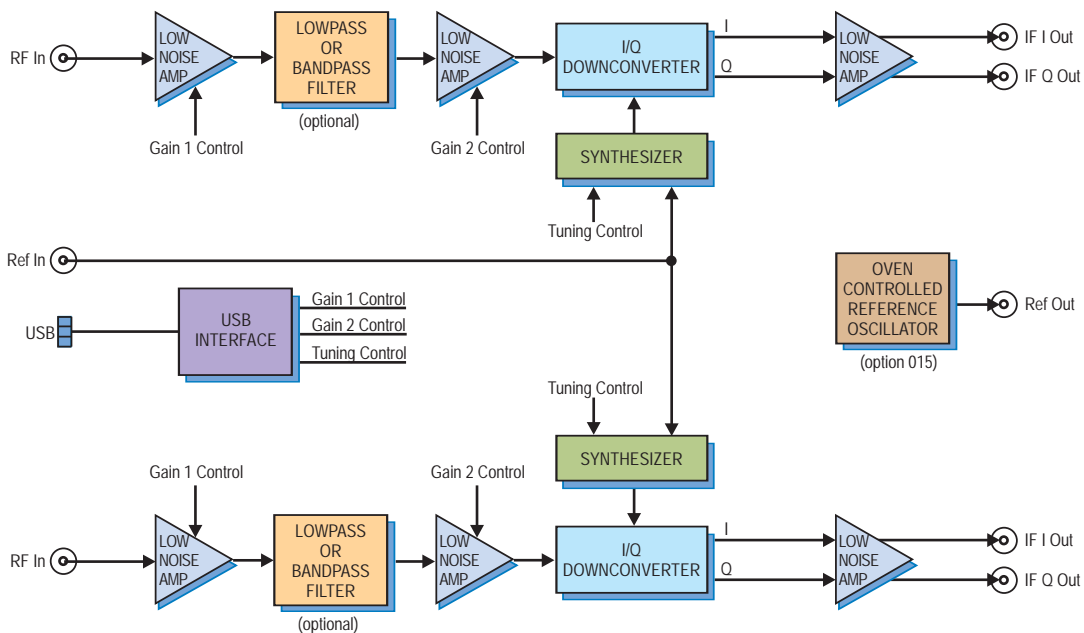 RF In
LOW
NOISE
AMP
Gain 1 Control
LOWPASS
OR
BANDPASS
FILTER
(optional)
LOW
NOISE
AMP
Gain 2 Control
I/Q
DOWNCONVERTER
I
Q
LOW
NOISE
AMP
IF I Out
IF Q Out
SYNTHESIZER
Tuning Control
Ref In
USB
USB
INTERFACE
Gain 1 Control
Gain 2 Control
Tuning Control
OVEN
CONTROLLED
REFERENCE
OSCILLATOR
(option 015)
Ref Out
Tuning Control
SYNTHESIZER
Gain 1 Control
Gain 2 Control
RF In
LOW
NOISE
AMP
LOWPASS
OR
BANDPASS
FILTER
(optional)
LOW
NOISE
AMP
I/Q
DOWNCONVERTER
I
Q
LOW
NOISE
AMP
IF I Out
IF Q Out